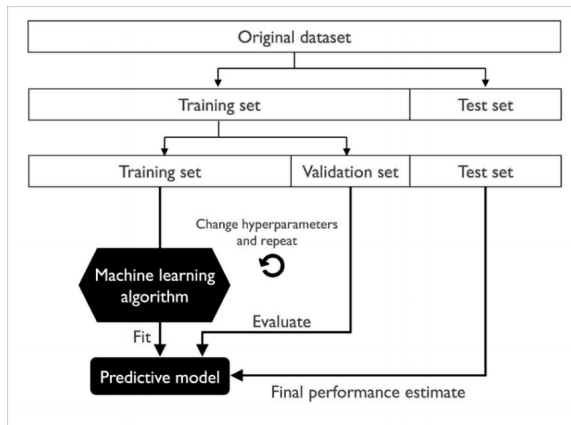 Original dataset
Training set
Test set
Training set
Validation set
Test set
Change hyperparameters
and repeat
Machine learning
algorithm
Evaluate
Fit
Predictive model
Final performance estimate